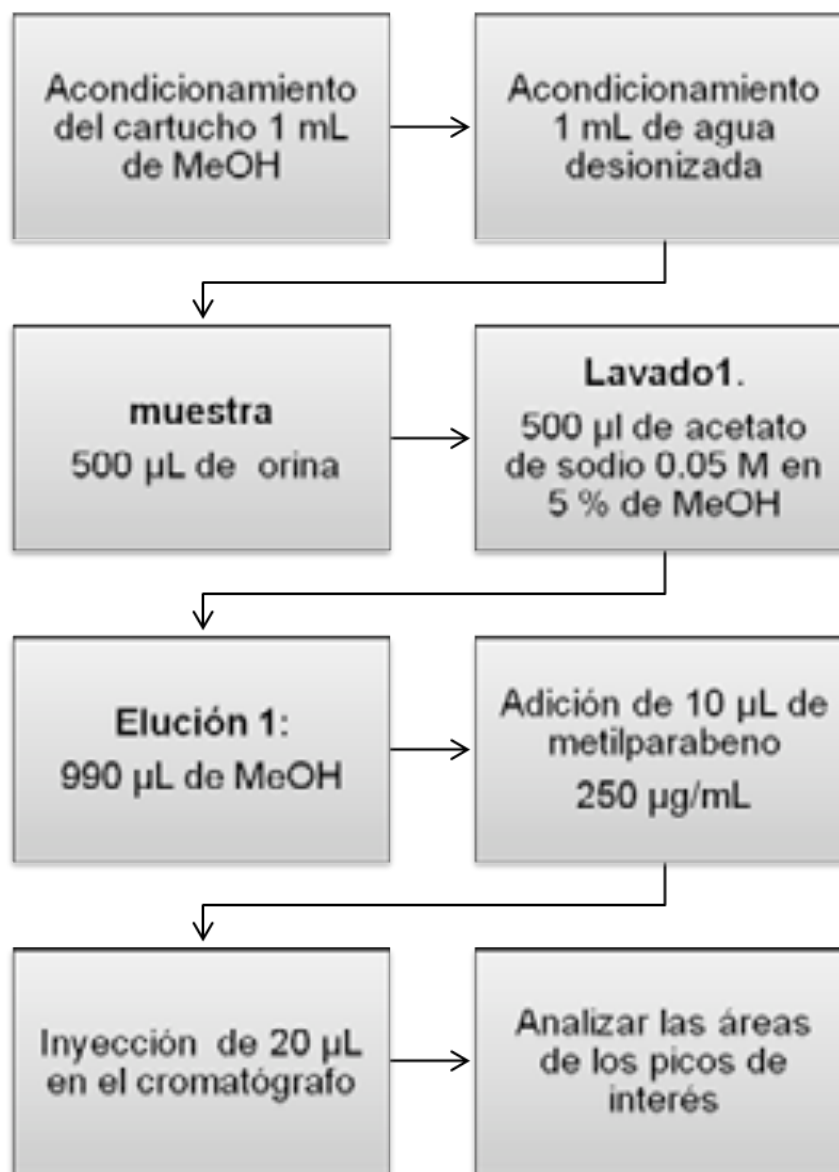 Acondicionamiento
del cartucho 1 mL
de MeOH
Acondicionamiento
1 mL de agua
desionizada
muestra
500 µL de orina
Lavado1.
500 µl de acetato
de sodio 0.05 M en
5 % de MeOH
Elución 1:
990 µL de MeOH
Adición de 10 µL de
metilparabeno
250 µg/mL
Inyección de 20 µL
en el cromatógrafo
Analizar las áreas
de los picos de
interés